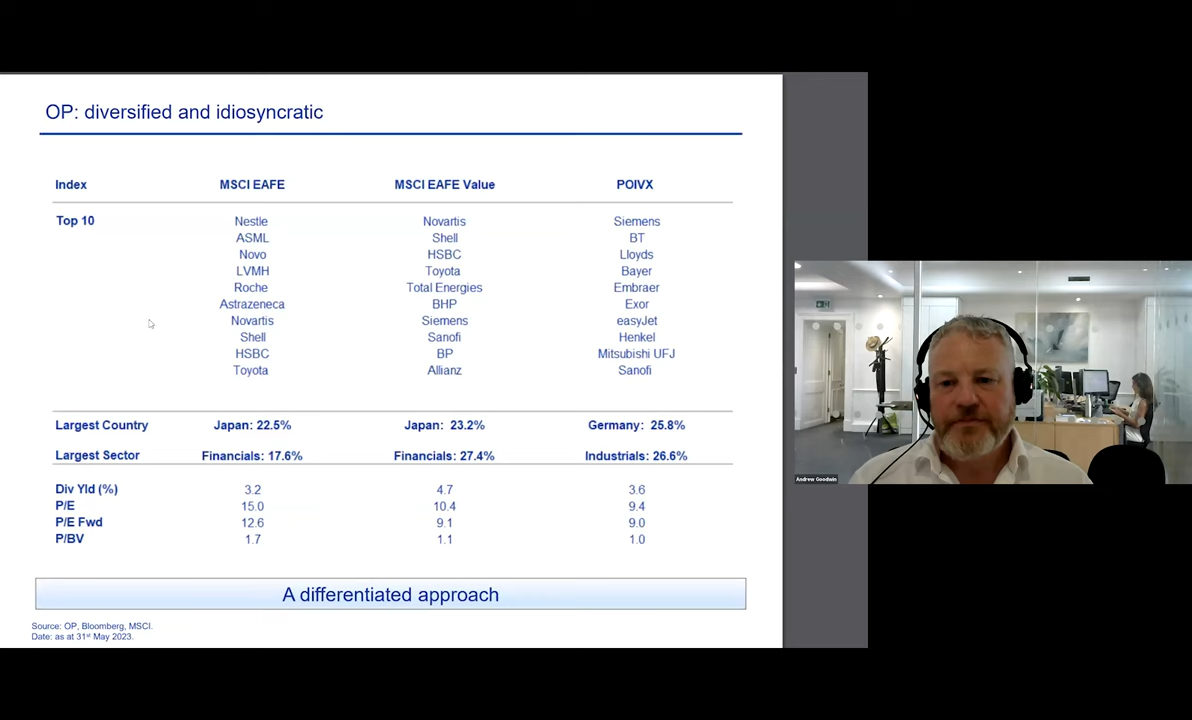 OP: diversified and idiosyncratic
Index MSCI EAFE MSCI EAFE Value POIVX
Top 10 Nestle Novartis Siemens
ASML Shell BT
Novo HSBC Lloyds
LVMH Toyota Bayer
Roche Total Energies Embraer
Astrazeneca BHP Exor
Novartis Siemens easyJet
Shell Sanofi Henkel
HSBC BP Mitsubishi UFJ
Toyota Allianz Sanofi
Largest Country Japan: 22.5% Japan: 23.2% Germany: 25.8%
Largest Sector Financials: 17.6% Financials: 27.4% Industrials: 26.6%
Div Yld (%) 3.2 4.7 3.6
P/E 15.0 10.4 9.4
P/E Fwd 12.6 9.1 9.0
P/BV 1.7 1.1 1.0
A differentiated approach
Source: OP, Bloomberg, MSCI.
Date: as at 31st May 2023.
Andrew Goodwin